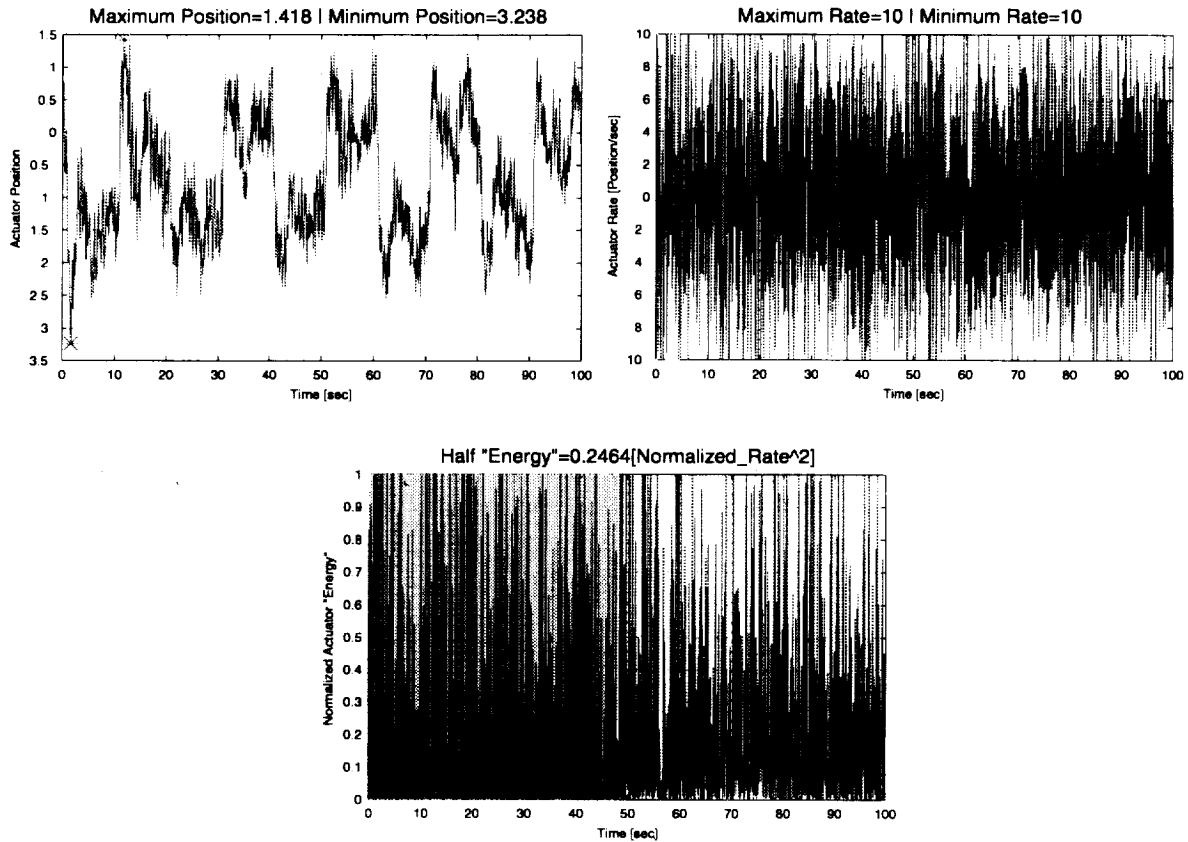 Maximum Position=1.418 | Minimum Position=3.238
1.5
1
0.5
0
0.5
1
1.5
2
2.5
3
3.5
Actuator Position
0 10 20 30 40 50 60 70 80 90 100
Time [sec]
Maximum Rate=10 | Minimum Rate=10
10
8
6
4
2
0
2
4
6
8
10
Actuator Rate [Position/sec]
0 10 20 30 40 50 60 70 80 90 100
Time [sec]
Half "Energy"=0.2464[Normalized_Rate^2]
1
0.9
0.8
0.7
0.6
0.5
0.4
0.3
0.2
0.1
0
Normalized Actuator "Energy"
0 10 20 30 40 50 60 70 80 90 100
Time [sec]